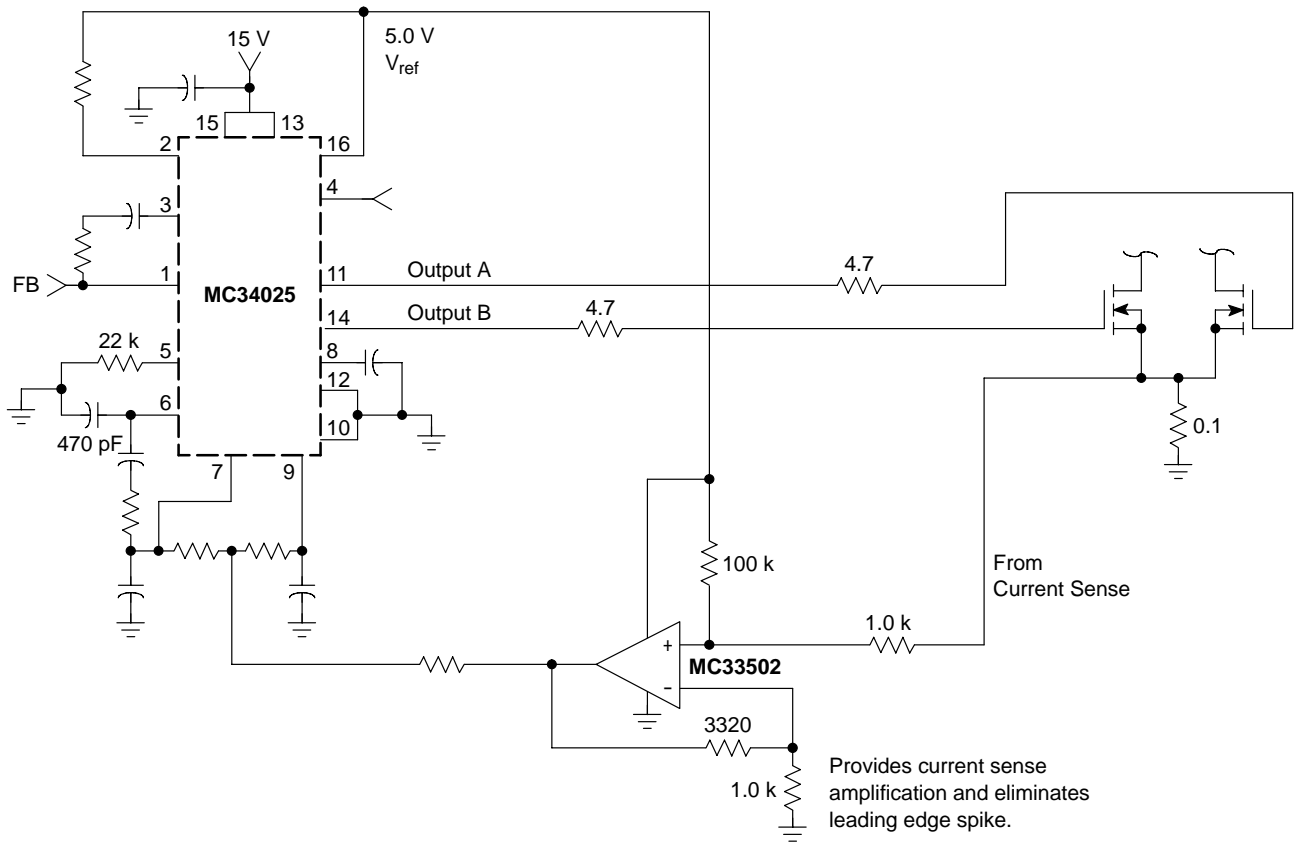 15 V
5.0 V
Vref
15
13
2
16
4
3
FB
1
MC34025
11
Output A
4.7
14
Output B
4.7
22 k
5
8
12
6
10
470 pF
7
9
0.1
100 k
From
Current Sense
1.0 k
+
MC33502
-
3320
1.0 k
Provides current sense
amplification and eliminates
leading edge spike.